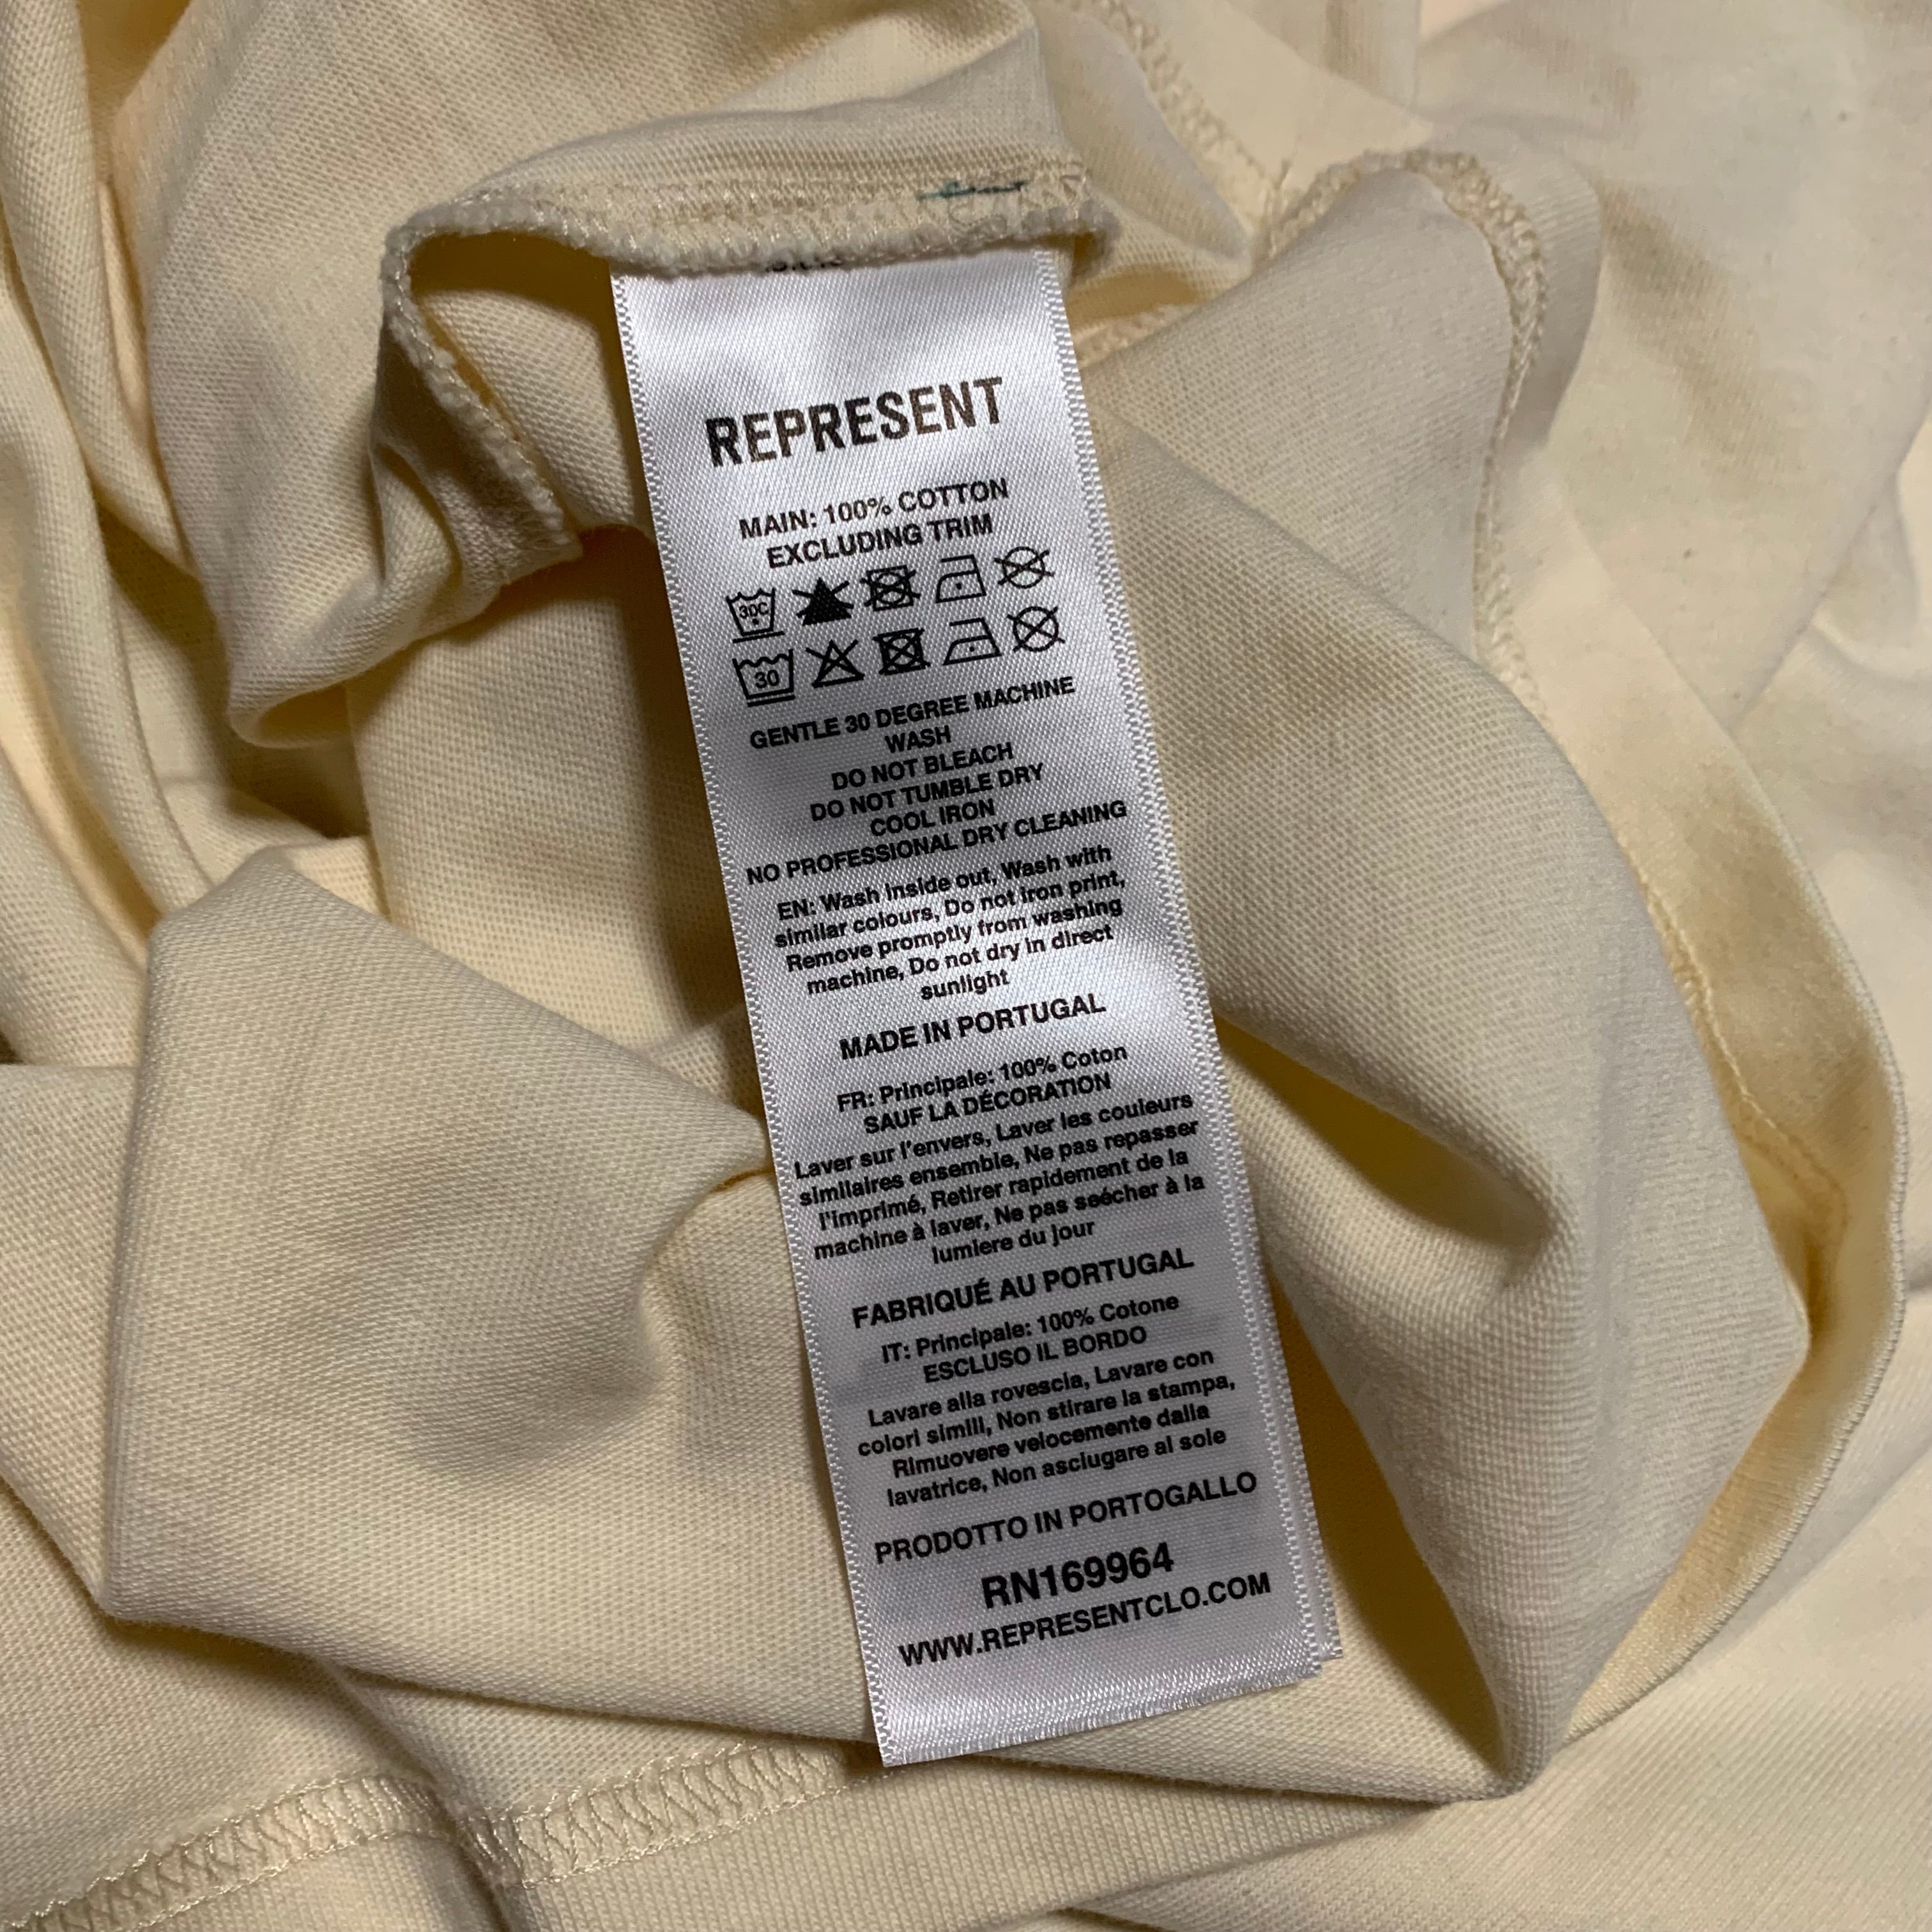 REPRESENT
MAIN: 100% COTTON
EXCLUDING TRIM
30C
30
GENTLE 30 DEGREE MACHINE
WASH
DO NOT BLEACH
DO NOT TUMBLE DRY
COOL IRON
NO PROFESSIONAL DRY CLEANING
EN: Wash inside out, Wash with
similar colours, Do not iron print,
Remove promptly from washing
machine, Do not dry in direct
sunlight
MADE IN PORTUGAL
FR: Principale: 100% Coton
SAUF LA DÉCORATION
Laver sur l'envers, Laver les couleurs
similaires ensemble, Ne pas repasser
l'imprimé, Retirer rapidement de la
machine à laver, Ne pas seécher à la
lumiere du jour
FABRIQUÉ AU PORTUGAL
IT: Principale: 100% Cotone
ESCLUSO IL BORDO
Lavare alla rovescia, Lavare con
colori simili, Non stirare la stampa,
Rimuovere velocemente dalla
lavatrice, Non asciugare al sole
PRODOTTO IN PORTOGALLO
RN169964
WWW.REPRESENTCLO.COM